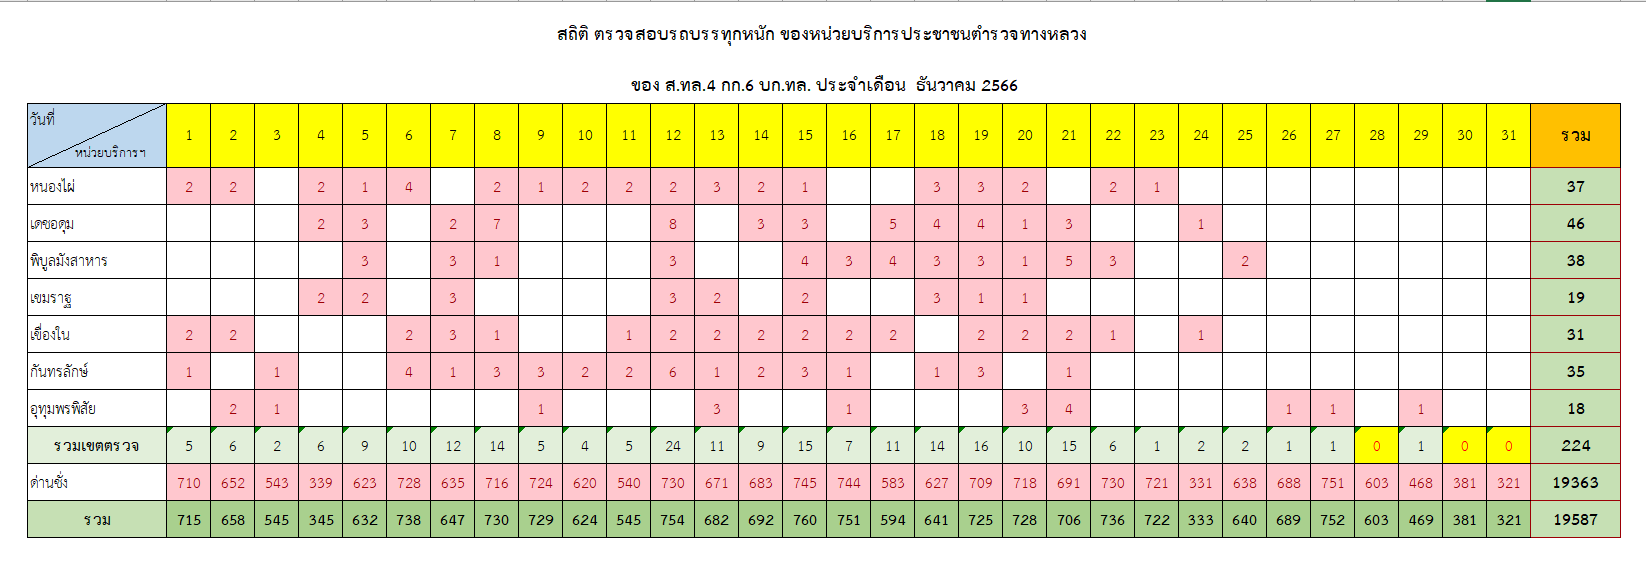 สถิติ ตรวจสอบรถบรรทุกหนัก ของหน่วยบริการประชาชนตำรวจทางหลวง
ของ ส.ทล.4 กก.6 บก.ทล. ประจำเดือน ธันวาคม 2566
วันที่ หน่วยบริการฯ 1 2 3 4 5 6 7 8 9 10 11 12 13 14 15 16 17 18 19 20 21 22 23 24 25 26 27 28 29 30 31 รวม
หนองไผ่ 2 2 2 1 4 2 1 2 2 2 3 2 1 3 3 2 2 1 37
เดชอุดม 2 3 2 7 8 3 3 5 4 4 1 3 1 46
พิบูลมังสาหาร 3 3 1 3 4 3 4 3 3 1 5 3 2 38
เขมราฐ 2 2 3 3 2 2 3 1 1 19
เขื่องใน 2 2 2 3 1 1 2 2 2 2 2 2 2 2 2 1 1 31
กันทรลักษ์ 1 1 4 1 3 3 2 2 6 1 2 3 1 1 3 1 35
อุทุมพรพิสัย 2 1 1 3 1 3 4 1 1 1 18
รวมเขตตรวจ 5 6 2 6 9 10 12 14 5 4 5 24 11 9 15 7 11 14 16 10 15 6 1 2 2 1 1 0 1 0 0 224
ด่านชั่ง 710 652 543 339 623 728 635 716 724 620 540 730 671 683 745 744 583 627 709 718 691 730 721 331 638 688 751 603 468 381 321 19363
รวม 715 658 545 345 632 738 647 730 729 624 545 754 682 692 760 751 594 641 725 728 706 736 722 333 640 689 752 603 469 381 321 19587